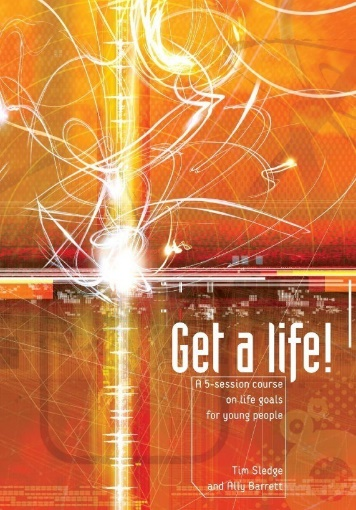 Get a life!
A 5-session course
on life goals
for young people
Tim Sledge
and Ally Barrett